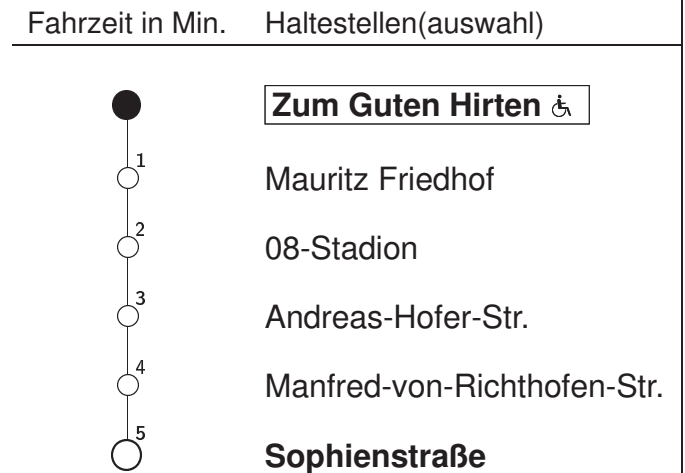 Fahrzeit in Min. Haltestellen(auswahl)
Zum Guten Hirten
1 Mauritz Friedhof
2 08-Stadion
3 Andreas-Hofer-Str.
4 Manfred-von-Richthofen-Str.
5 Sophienstraße